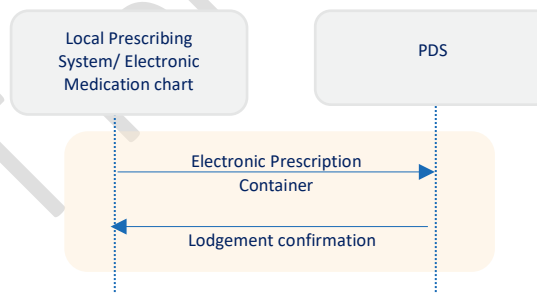 Local Prescribing
System/ Electronic
Medication chart
PDS
Electronic Prescription
Container
Lodgement confirmation